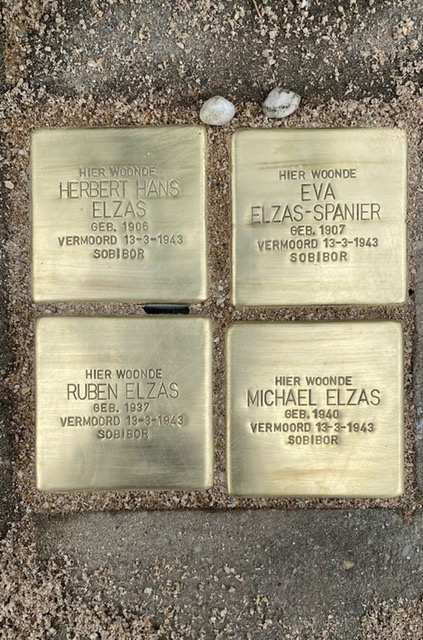 HIER WOONDE
HERBERT HANS
ELZAS
GEB. 1906
VERMOORD 13-3-1943
SOBIBOR
HIER WOONDE
EVA
ELZAS-SPANIER
GEB. 1907
VERMOORD 13-3-1943
SOBIBOR
HIER WOONDE
RUBEN ELZAS
GEB. 1937
VERMOORD 13-3-1943
SOBIBOR
HIER WOONDE
MICHAEL ELZAS
GEB. 1940
VERMOORD 13-3-1943
SOBIBOR